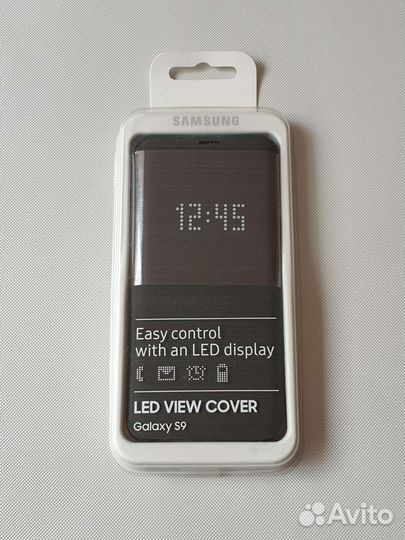 SAMSUNG
12:45
Easy control
with an LED display
LED VIEW COVER
Galaxy S9
Avito